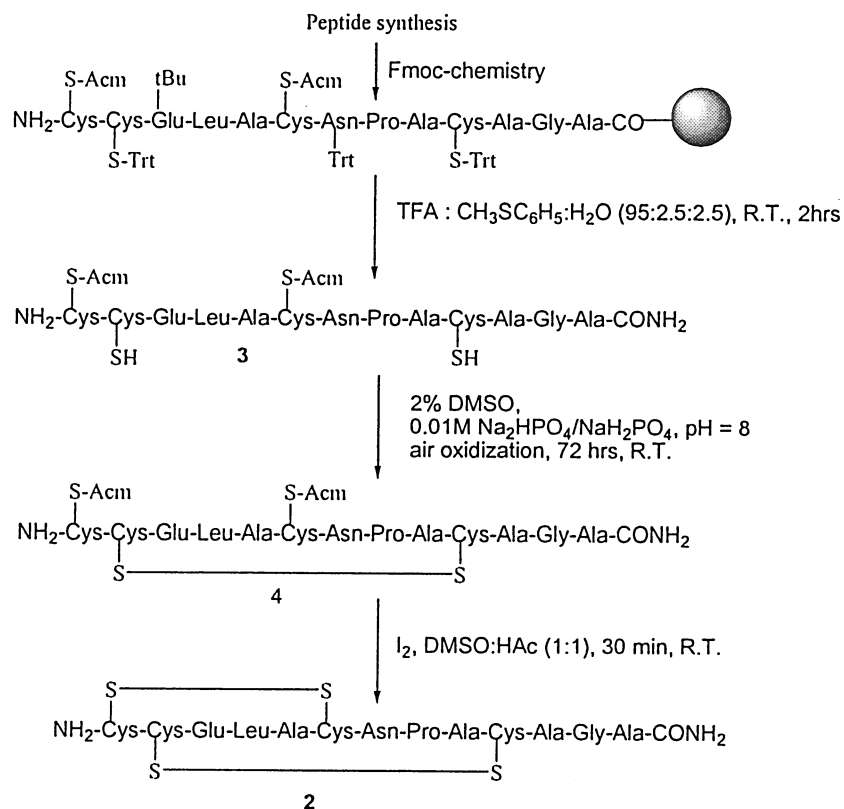 Peptide synthesis
Fmoc-chemistry
S-Acm tBu S-Acm
NH2-Cys-Cys-Glu-Leu-Ala-Cys-Asn-Pro-Ala-Cys-Ala-Gly-Ala-CO
S-Trt Trt S-Trt
TFA : CH3SC6H5:H2O (95:2.5:2.5), R.T., 2hrs
S-Acm S-Acm
NH2-Cys-Cys-Glu-Leu-Ala-Cys-Asn-Pro-Ala-Cys-Ala-Gly-Ala-CONH2
SH 3 SH
2% DMSO,
0.01M Na2HPO4/NaH2PO4, pH = 8
air oxidization, 72 hrs, R.T.
S-Acm S-Acm
NH2-Cys-Cys-Glu-Leu-Ala-Cys-Asn-Pro-Ala-Cys-Ala-Gly-Ala-CONH2
S S
4
I2, DMSO:HAc (1:1), 30 min, R.T.
S S
NH2-Cys-Cys-Glu-Leu-Ala-Cys-Asn-Pro-Ala-Cys-Ala-Gly-Ala-CONH2
S S
2